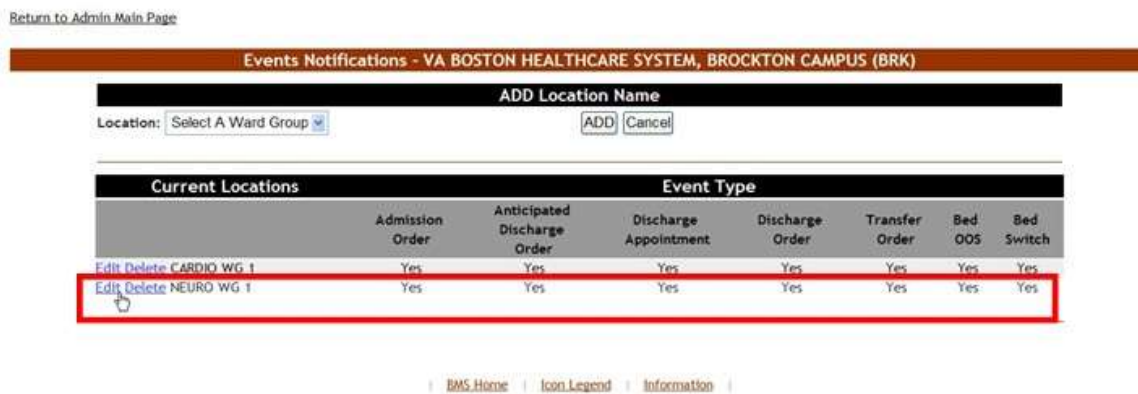 Return to Admin Main Page
Events Notifications - VA BOSTON HEALTHCARE SYSTEM, BROCKTON CAMPUS (BRK)
ADD Location Name
Location: Select A Ward Group ADD Cancel
Current Locations Event Type
Admission Order Anticipated Discharge Order Discharge Appointment Discharge Order Transfer Order Bed OOS Bed Switch
Edit Delete CARDIO WG 1 Yes Yes Yes Yes Yes Yes Yes
Edit Delete NEURO WG 1 Yes Yes Yes Yes Yes Yes Yes
| BMS Home | Icon Legend | Information |